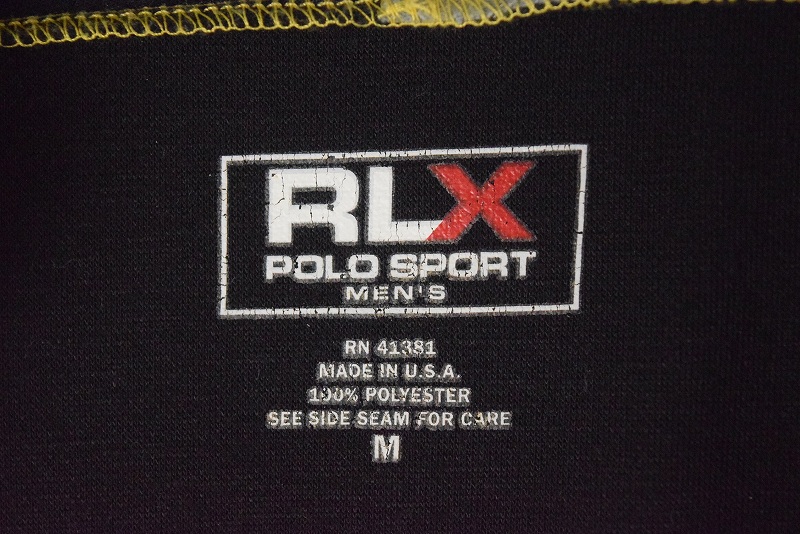 RLX
POLO SPORT
MEN'S
RN 41381
MADE IN U.S.A.
100% POLYESTER
SEE SIDE SEAM FOR CARE
M